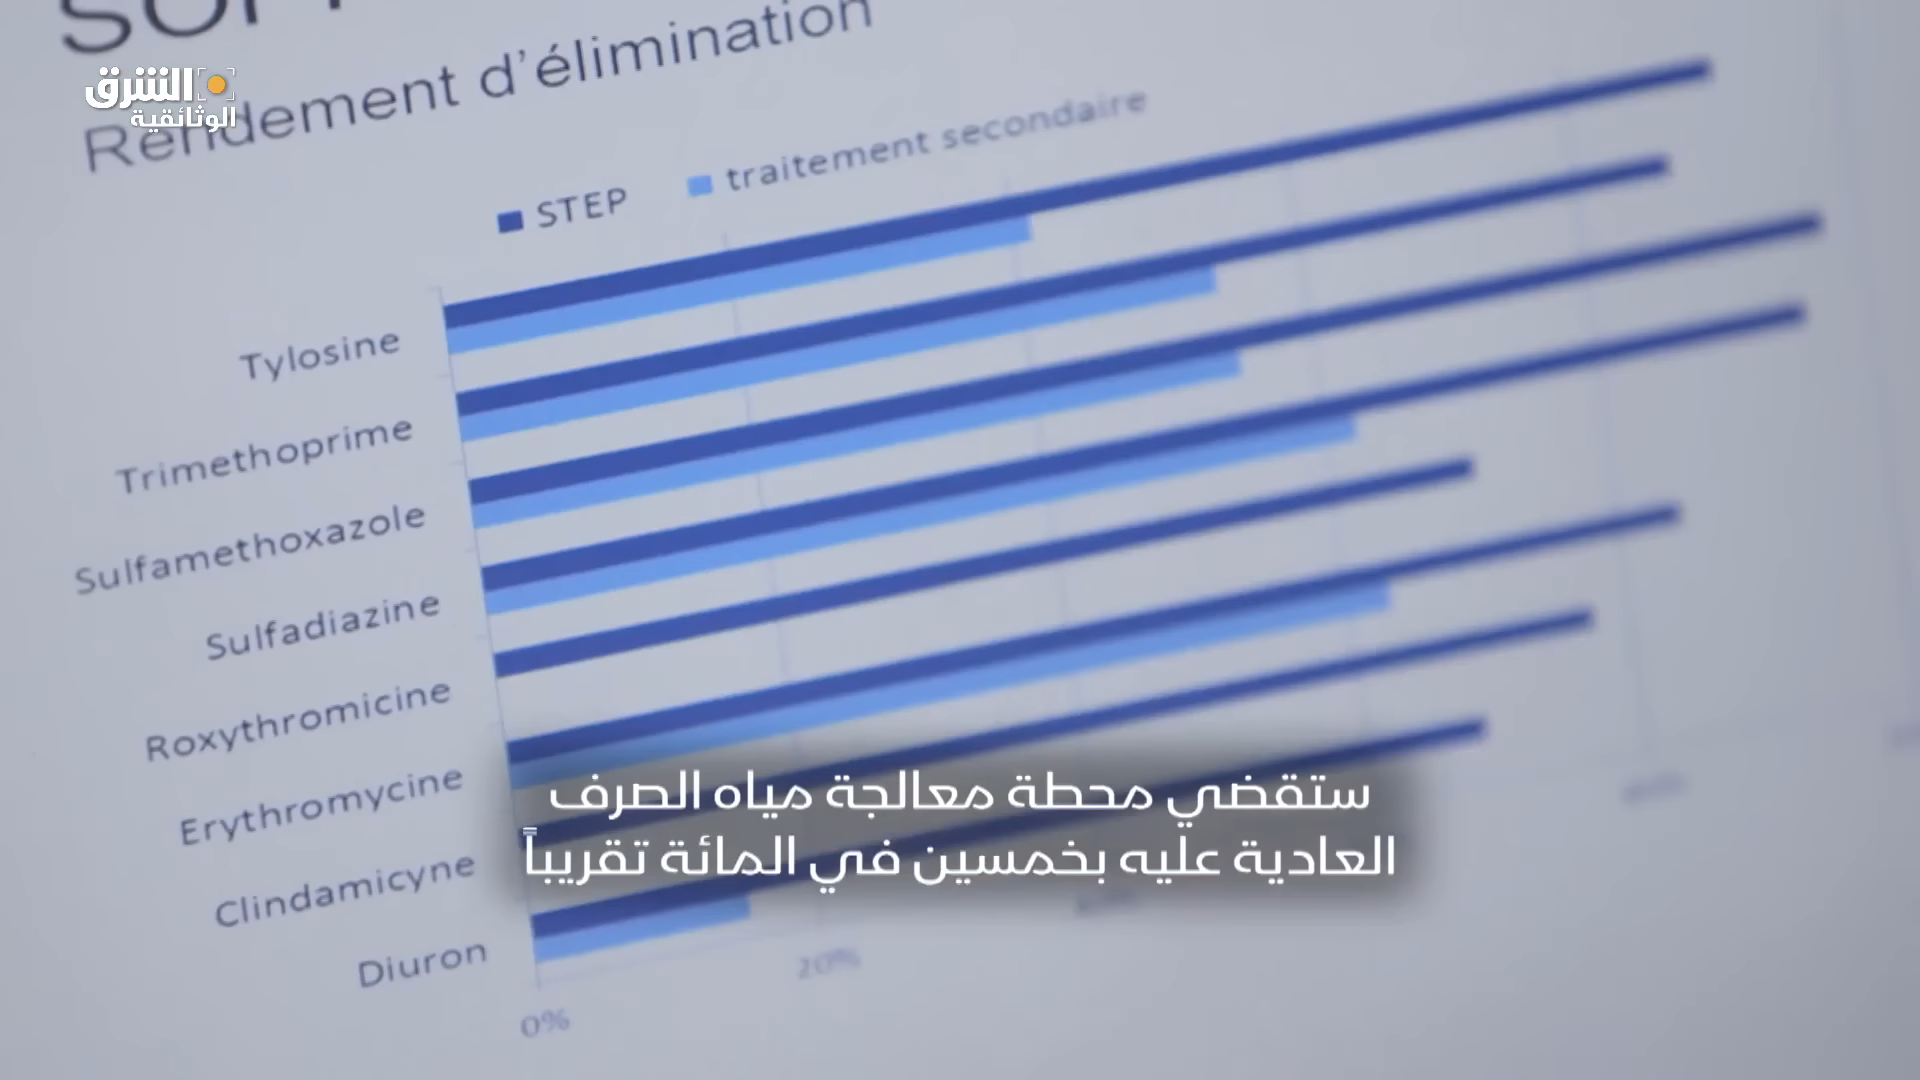 الشرق
الوثائقية
Rendement d'élimination
STEP
traitement secondaire
Tylosine
Trimethoprime
Sulfamethoxazole
Sulfadiazine
Roxythromicine
Erythromycine
Clindamicyne
Diuron
0%
20%
ستقضي محطة معالجة مياه الصرف
العادية عليه بخمسين في المائة تقريباً